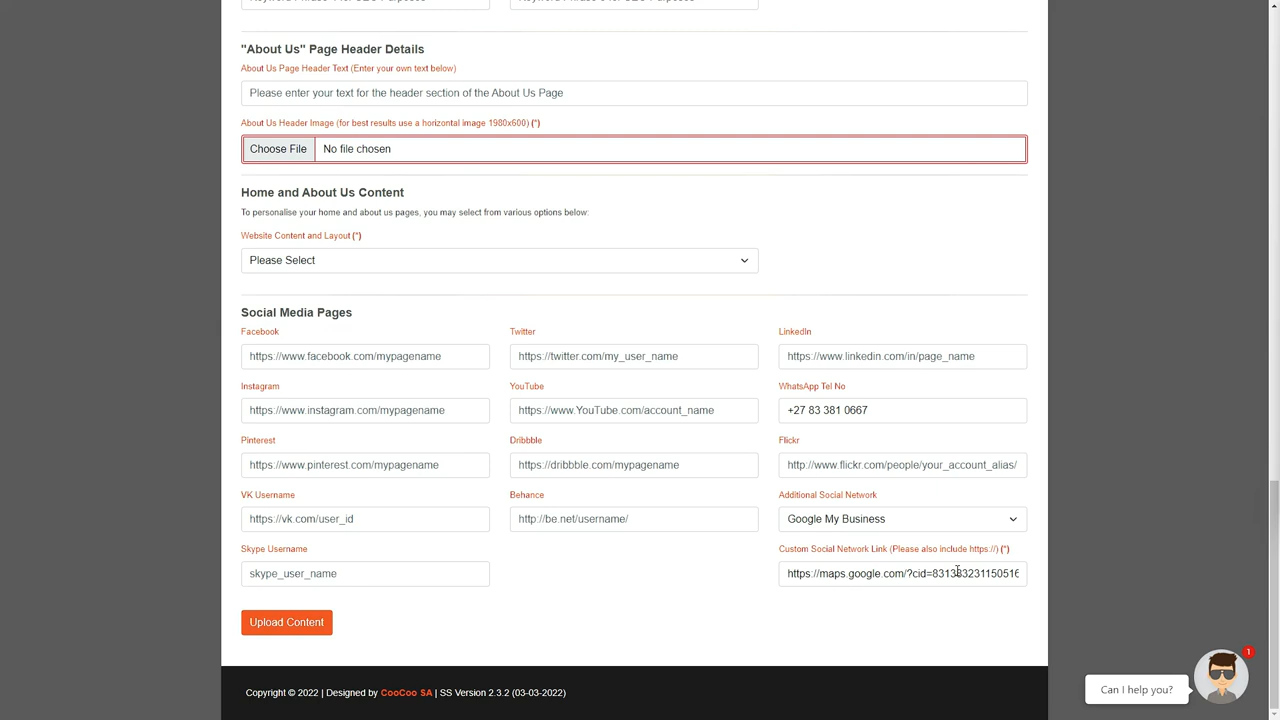 "About Us" Page Header Details
About Us Page Header Text (Enter your own text below)
Please enter your text for the header section of the About Us Page
About Us Header Image (for best results use a horizontal image 1980x600) (*)
Choose File No file chosen
Home and About Us Content
To personalise your home and about us pages, you may select from various options below:
Website Content and Layout (*)
Please Select
Social Media Pages
Facebook Twitter LinkedIn
https://www.facebook.com/mypagename https://twitter.com/my_user_name https://www.linkedin.com/in/page_name
Instagram YouTube WhatsApp Tel No
https://www.instagram.com/mypagename https://www.YouTube.com/account_name +27 83 381 0667
Pinterest Dribbble Flickr
https://www.pinterest.com/mypagename https://dribbble.com/mypagename http://www.flickr.com/people/your_account_alias/
VK Username Behance Additional Social Network
https://vk.com/user_id http://be.net/username/ Google My Business
Skype Username Custom Social Network Link (Please also include https://) (*)
skype_user_name https://maps.google.com/?cid=831383231150516
Upload Content
Copyright © 2022 | Designed by CooCoo SA | SS Version 2.3.2 (03-03-2022)
Can I help you?
1